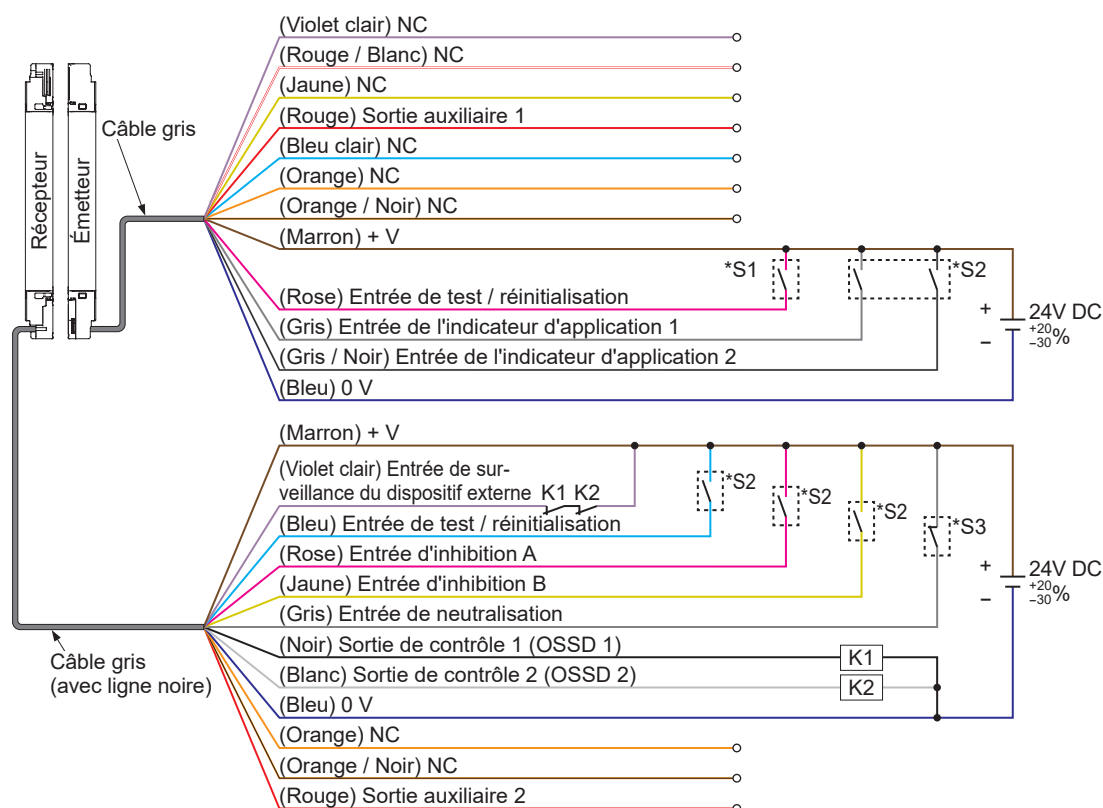 (Violet clair) NC
(Rouge / Blanc) NC
(Jaune) NC
(Rouge) Sortie auxiliaire 1
(Bleu clair) NC
(Orange) NC
(Orange / Noir) NC
(Marron) + V
Câble gris
Récepteur
Émetteur
*S1
*S2
(Rose) Entrée de test / réinitialisation
(Gris) Entrée de l'indicateur d'application 1
(Gris / Noir) Entrée de l'indicateur d'application 2
(Bleu) 0 V
+
24V DC
+20
−30%
−
(Marron) + V
(Violet clair) Entrée de sur-
veillance du dispositif externe
K1 K2
*S2
*S2
*S2
*S3
(Bleu) Entrée de test / réinitialisation
(Rose) Entrée d'inhibition A
(Jaune) Entrée d'inhibition B
(Gris) Entrée de neutralisation
+
24V DC
+20
−30%
−
(Noir) Sortie de contrôle 1 (OSSD 1)
K1
(Blanc) Sortie de contrôle 2 (OSSD 2)
K2
(Bleu) 0 V
Câble gris
(avec ligne noire)
(Orange) NC
(Orange / Noir) NC
(Rouge) Sortie auxiliaire 2